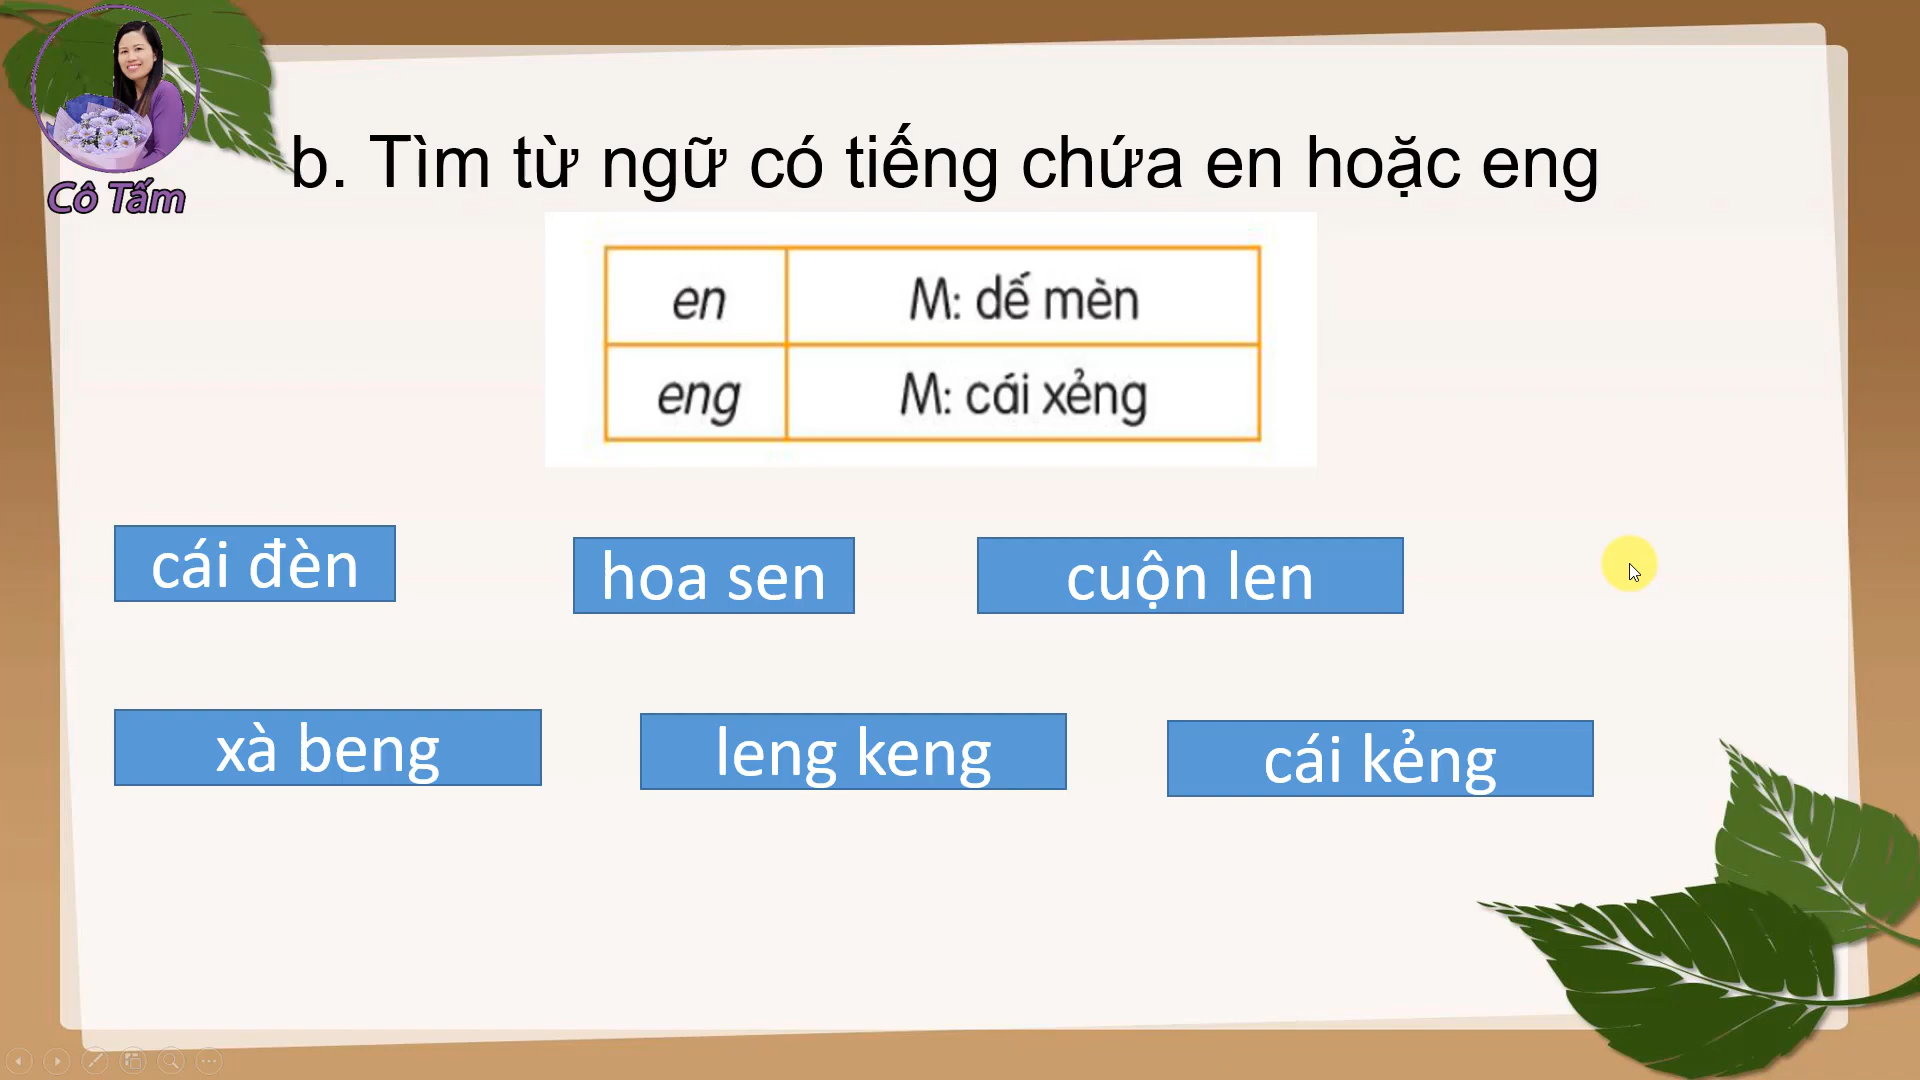 Cô Tấm
b. Tìm từ ngữ có tiếng chứa en hoặc eng
en M: dế mèn
eng M: cái xẻng
cái đèn hoa sen cuộn len
xà beng leng keng cái kẻng